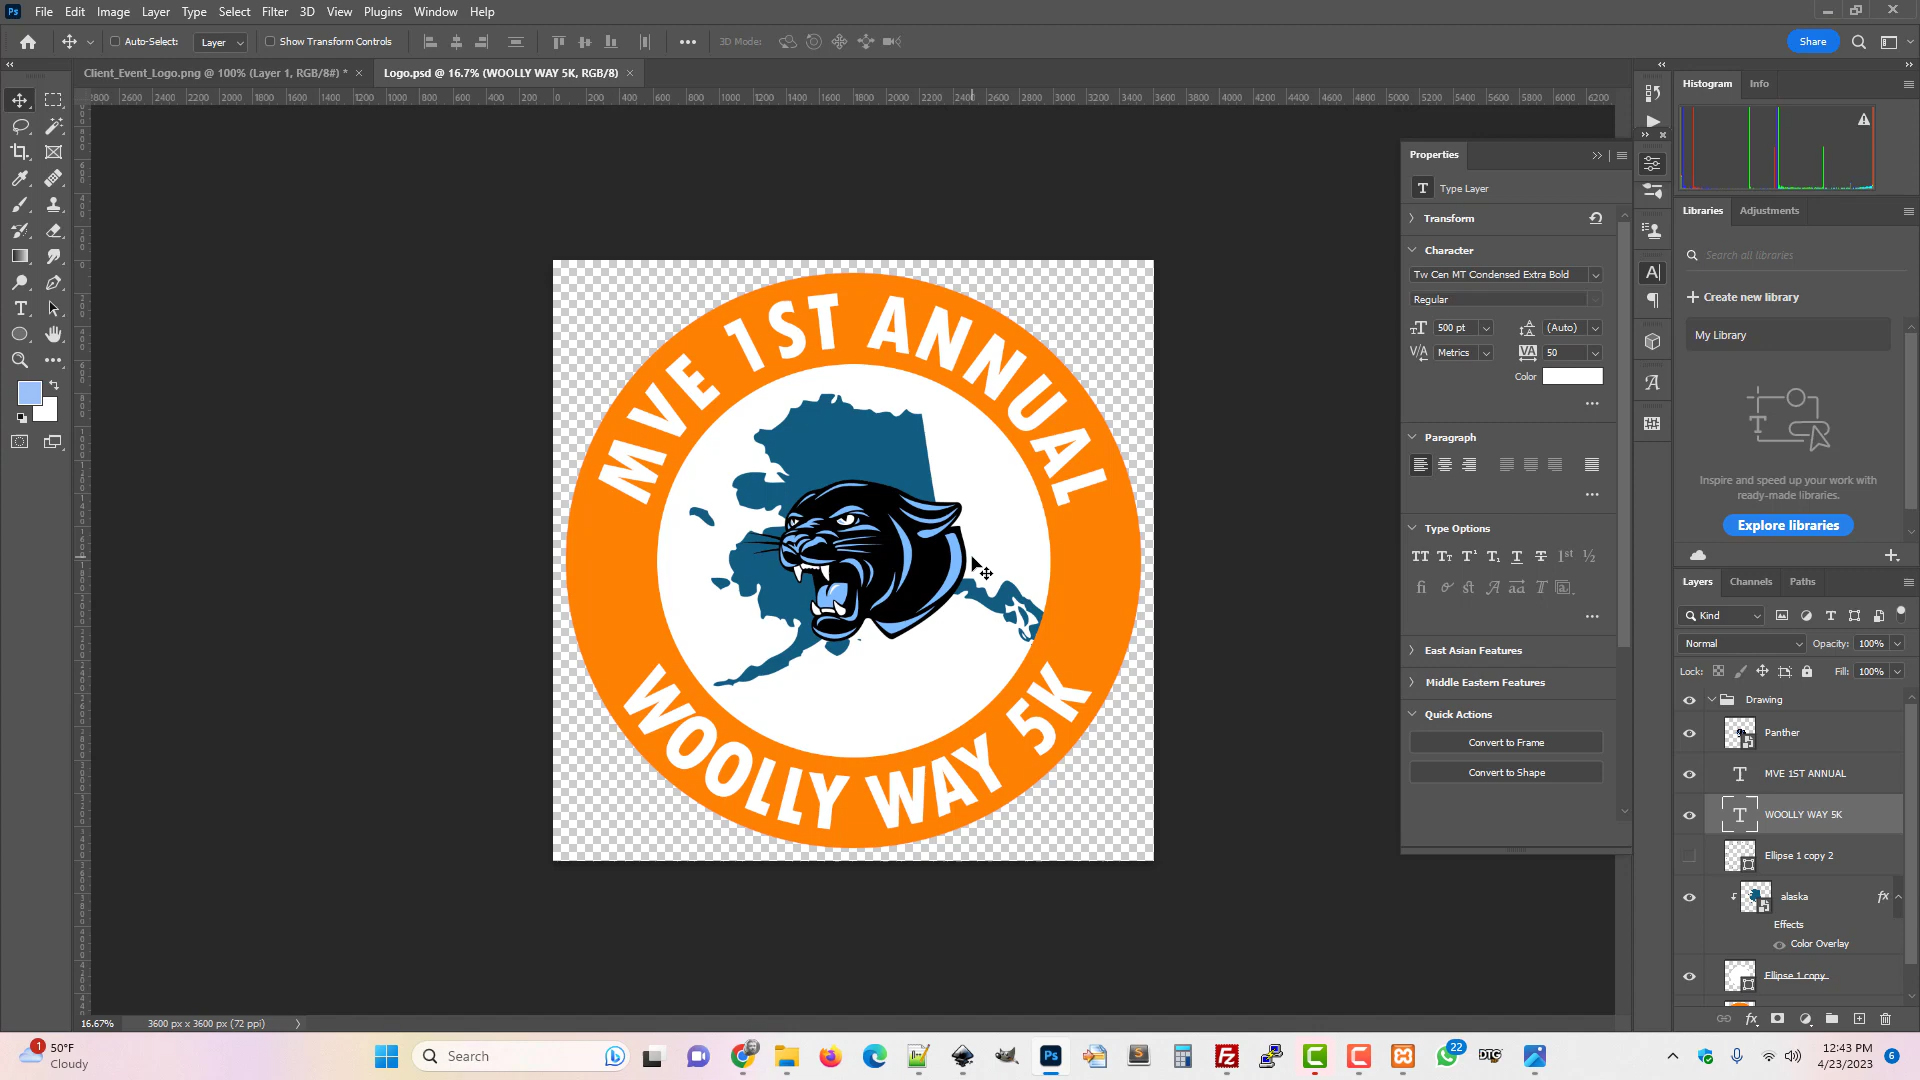 Ps File Edit Image Layer Type Select Filter 3D View Plugins Window Help
Auto-Select: Layer Show Transform Controls 3D Mode: Share
Client_Event_Logo.png @ 100% (Layer 1, RGB/8#) * × Logo.psd @ 16.7% (WOOLLY WAY 5K, RGB/8) ×
MVE 1ST ANNUAL
WOOLLY WAY 5K
Properties
Type Layer
Transform
Character
Tw Cen MT Condensed Extra Bold
Regular
500 pt (Auto)
Metrics 50
Color
Paragraph
Type Options
East Asian Features
Middle Eastern Features
Quick Actions
Convert to Frame
Convert to Shape
Histogram Info
Libraries Adjustments
Search all libraries
Create new library
My Library
Inspire and speed up your work with
ready-made libraries.
Explore libraries
Layers Channels Paths
Kind
Normal Opacity: 100%
Lock: Fill: 100%
Drawing
Panther
MVE 1ST ANNUAL
WOOLLY WAY 5K
Ellipse 1 copy 2
alaska fx
Effects
Color Overlay
Ellipse 1 copy
16.67% 3600 px x 3600 px (72 ppi)
1 50°F
Cloudy
Search
Ps
22
DTG
12:43 PM
4/23/2023
6